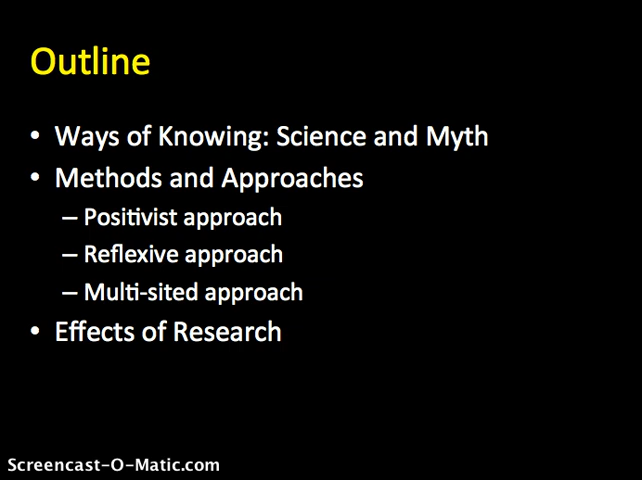 Outline
• Ways of Knowing: Science and Myth
• Methods and Approaches
– Positivist approach
– Reflexive approach
– Multi-sited approach
• Effects of Research
Screencast-O-Matic.com